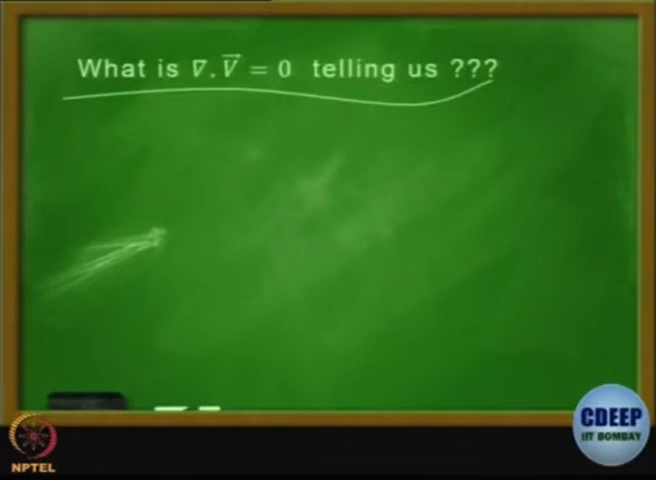 What is ∇.V⃗ = 0 telling us ???
CDEEP
IIT BOMBAY
NPTEL